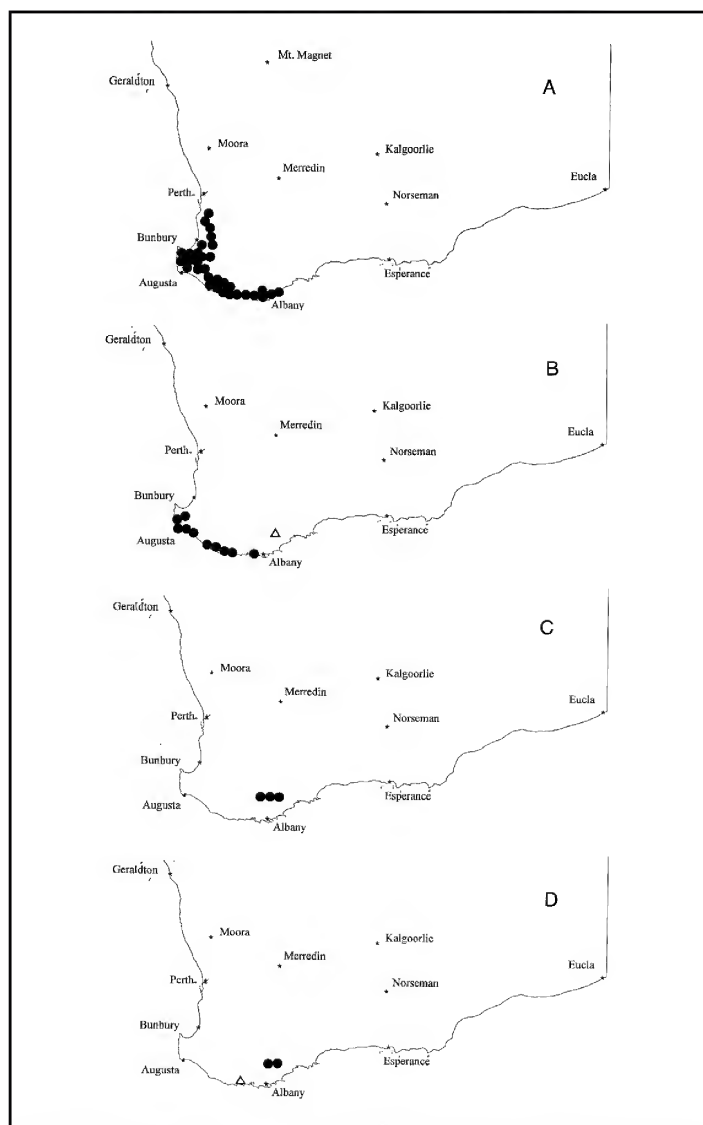 Mt. Magnet
Geraldton
A
Moora
Kalgoorlie
Merredin
Eucla
Perth
Norseman
Bunbury
Augusta
Esperance
Albany
Geraldton
B
Moora
Kalgoorlie
Merredin
Eucla
Perth
Norseman
Bunbury
Augusta
Esperance
Albany
Geraldton
C
Moora
Kalgoorlie
Merredin
Eucla
Perth
Norseman
Bunbury
Esperance
Augusta
Albany
Geraldton
D
Moora
Kalgoorlie
Merredin
Eucla
Perth
Norseman
Bunbury
Esperance
Augusta
Albany